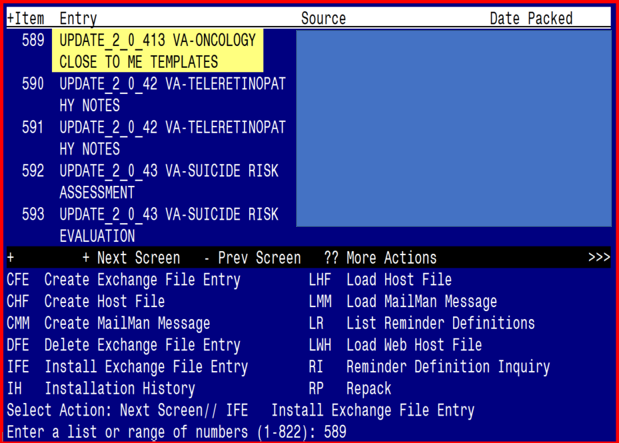 +Item Entry Source Date Packed
589 UPDATE_2_0_413 VA-ONCOLOGY
CLOSE TO ME TEMPLATES
590 UPDATE_2_0_42 VA-TELERETINOPAT
HY NOTES
591 UPDATE_2_0_42 VA-TELERETINOPAT
HY NOTES
592 UPDATE_2_0_43 VA-SUICIDE RISK
ASSESSMENT
593 UPDATE_2_0_43 VA-SUICIDE RISK
EVALUATION
+ + Next Screen - Prev Screen ?? More Actions >>>
CFE Create Exchange File Entry LHF Load Host File
CHF Create Host File LMM Load MailMan Message
CMM Create MailMan Message LR List Reminder Definitions
DFE Delete Exchange File Entry LWH Load Web Host File
IFE Install Exchange File Entry RI Reminder Definition Inquiry
IH Installation History RP Repack
Select Action: Next Screen// IFE Install Exchange File Entry
Enter a list or range of numbers (1-822): 589